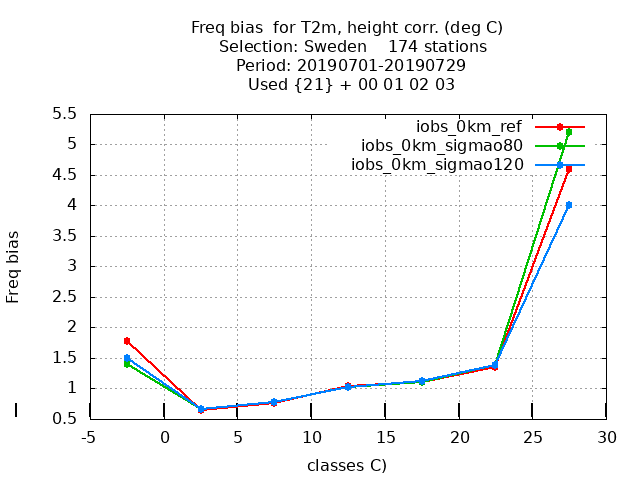 Freq bias  for T2m, height corr. (deg C)
Selection: Sweden    174 stations
Period: 20190701-20190729
Used {21} + 00 01 02 03
iobs_0km_ref
iobs_0km_sigmao80
iobs_0km_sigmao120
5.5
5
4.5
4
3.5
3
2.5
2
1.5
1
0.5
Freq bias
-5
0
5
10
15
20
25
30
classes C)